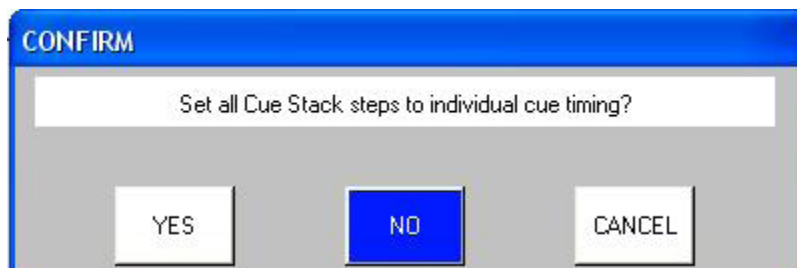 CONFIRM
Set all Cue Stack steps to individual cue timing?
YES NO CANCEL